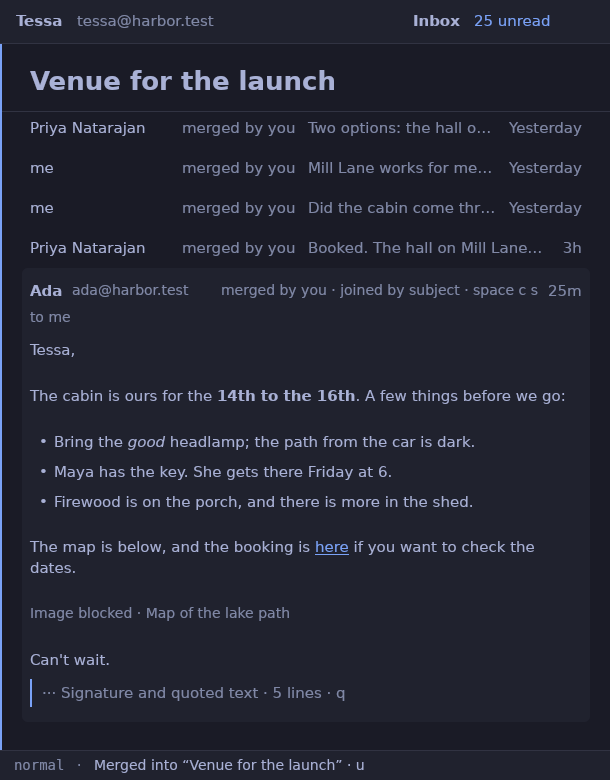 Tessa tessa@harbor.test Inbox 25 unread
Venue for the launch
Priya Natarajan merged by you Two options: the hall o… Yesterday
me merged by you Mill Lane works for me… Yesterday
me merged by you Did the cabin come thr… Yesterday
Priya Natarajan merged by you Booked. The hall on Mill Lane… 3h
Ada ada@harbor.test merged by you · joined by subject · space c s 25m
to me
Tessa,
The cabin is ours for the 14th to the 16th. A few things before we go:
• Bring the good headlamp; the path from the car is dark.
• Maya has the key. She gets there Friday at 6.
• Firewood is on the porch, and there is more in the shed.
The map is below, and the booking is here if you want to check the
dates.
Image blocked · Map of the lake path
Can't wait.
··· Signature and quoted text · 5 lines · q
normal · Merged into “Venue for the launch” · u